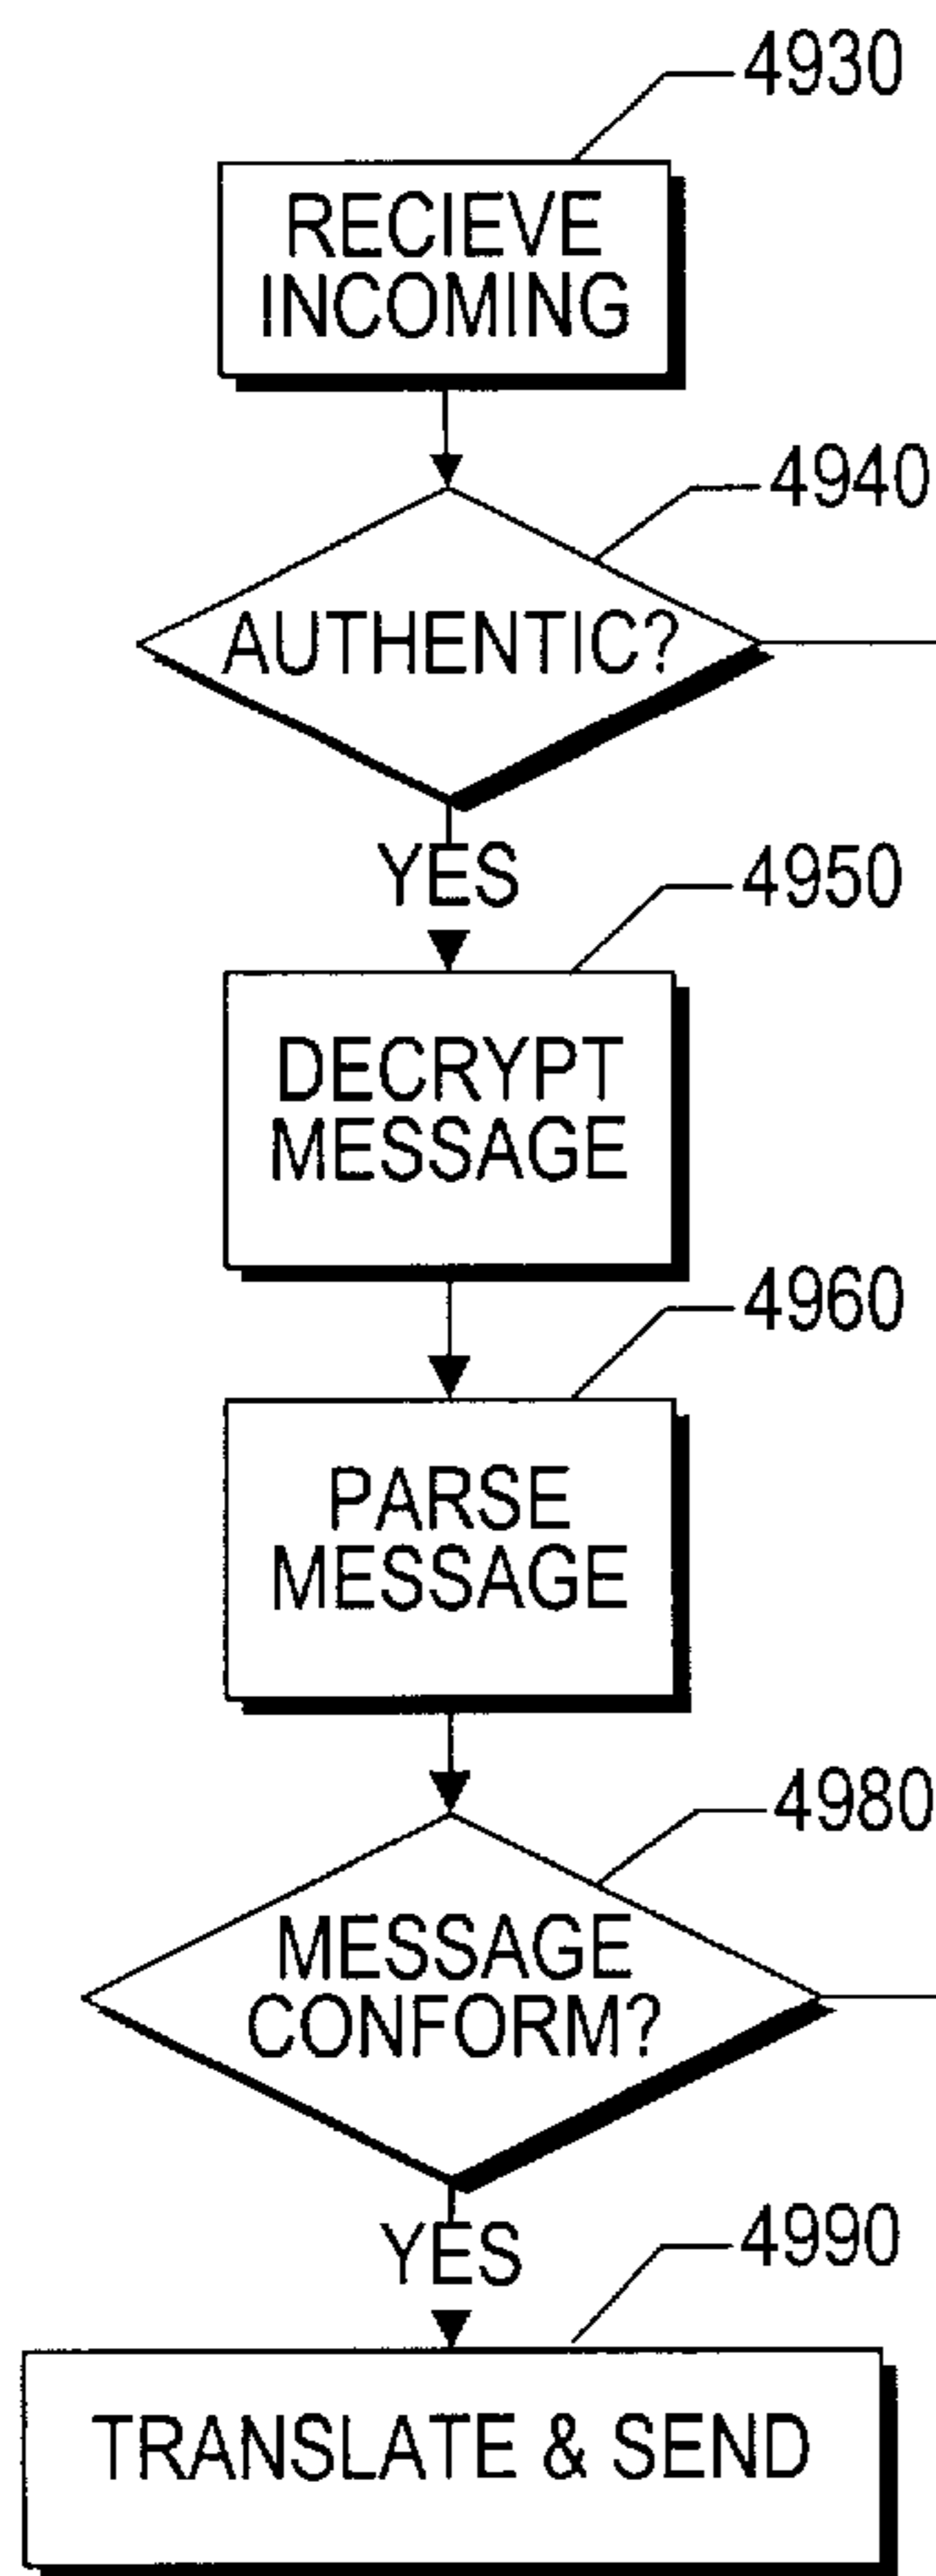 4930
RECIEVE
INCOMING
4940
AUTHENTIC?
YES
4950
DECRYPT
MESSAGE
4960
PARSE
MESSAGE
4980
MESSAGE
CONFORM?
YES
4990
TRANSLATE & SEND